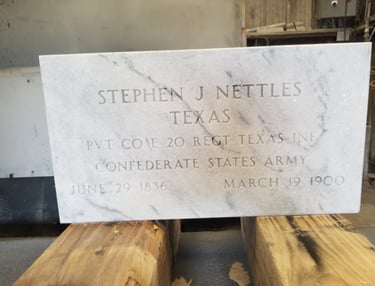 STEPHEN J NETTLES
TEXAS
PVT CO E 20 REGT TEXAS INF
CONFEDERATE STATES ARMY
JUNE 29 1836 MARCH 19 1900